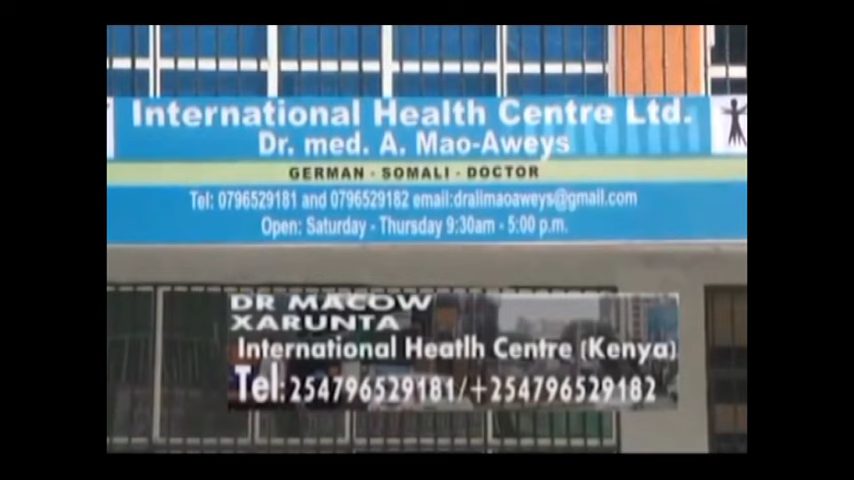 International Health Centre Ltd.
Dr. med. A. Mao-Aweys
GERMAN - SOMALI - DOCTOR
Tel: 0796529181 and 0796529182 email:dralimaoaweys@gmail.com
Open: Saturday - Thursday 9:30am - 5:00 p.m.
DR MACOW
XARUNTA
International Heatlh Centre (Kenya)
Tel:254796529181/+254796529182